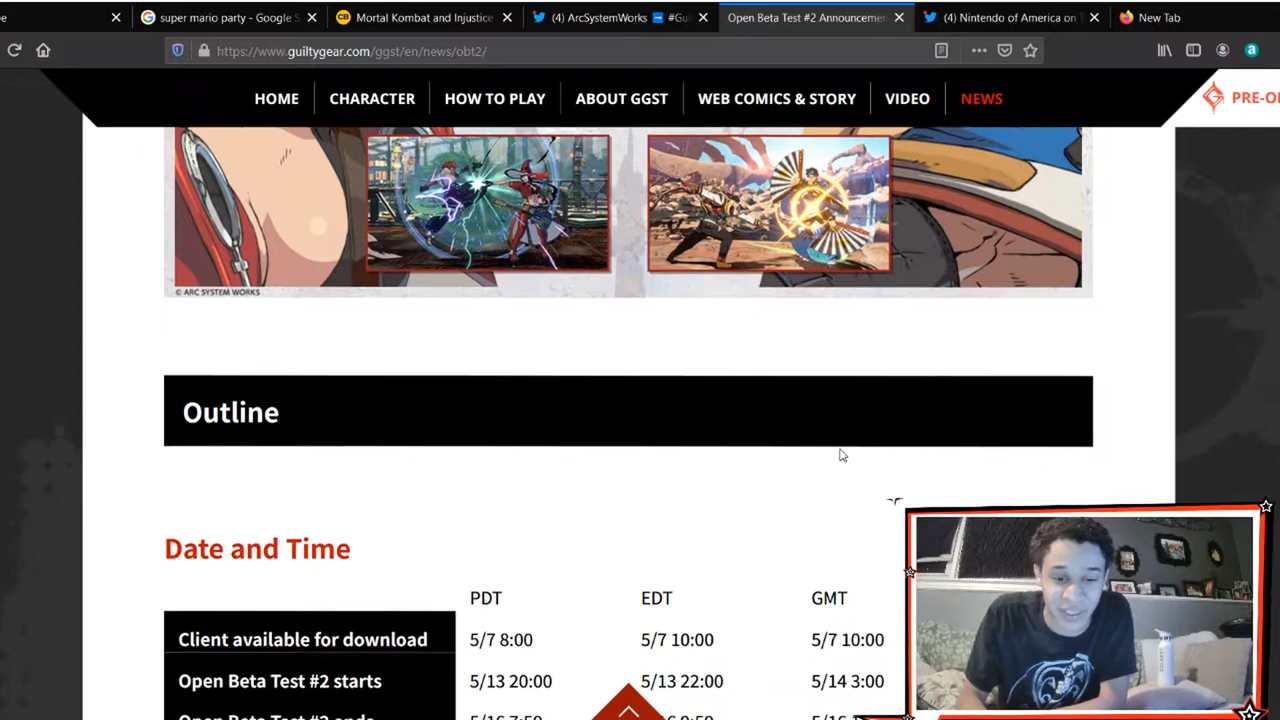 super mario party - Google S
Mortal Kombat and Injustice
(4) ArcSystemWorks #Gui
Open Beta Test #2 Announcemen
(4) Nintendo of America on T
New Tab
https://www.guiltygear.com/ggst/en/news/obt2/
HOME
CHARACTER
HOW TO PLAY
ABOUT GGST
WEB COMICS & STORY
VIDEO
NEWS
PRE-O
© ARC SYSTEM WORKS
Outline
Date and Time
PDT EDT GMT
Client available for download 5/7 8:00 5/7 10:00 5/7 10:00
Open Beta Test #2 starts 5/13 20:00 5/13 22:00 5/14 3:00